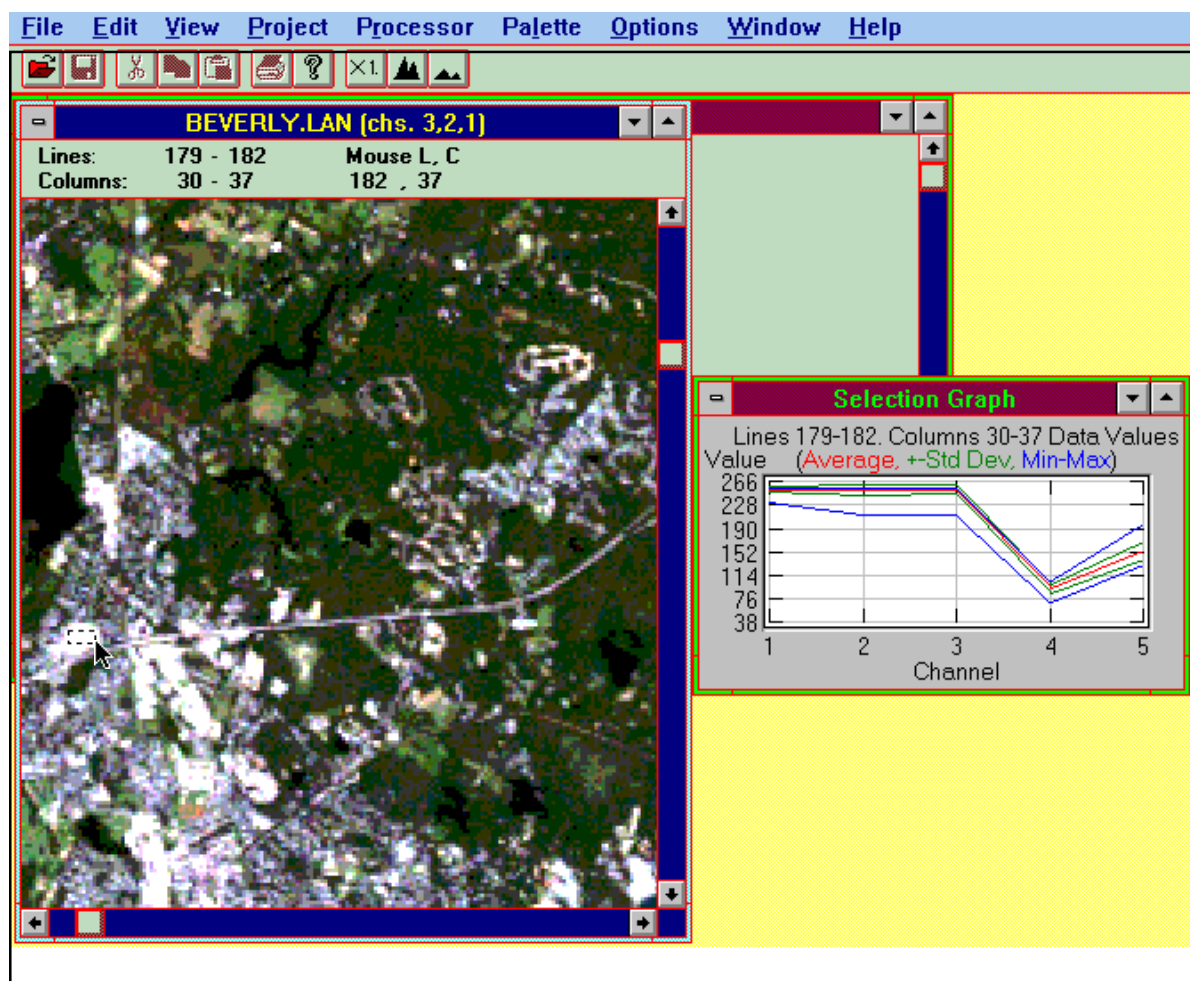 File Edit View Project Processor Palette Options Window Help
×1.
BEVERLY.LAN (chs. 3,2,1)
Lines: 179 - 182 Mouse L, C
Columns: 30 - 37 182 , 37
Selection Graph
Lines 179-182. Columns 30-37 Data Values
Value (Average, +-Std Dev, Min-Max)
266
228
190
152
114
76
38
1 2 3 4 5
Channel